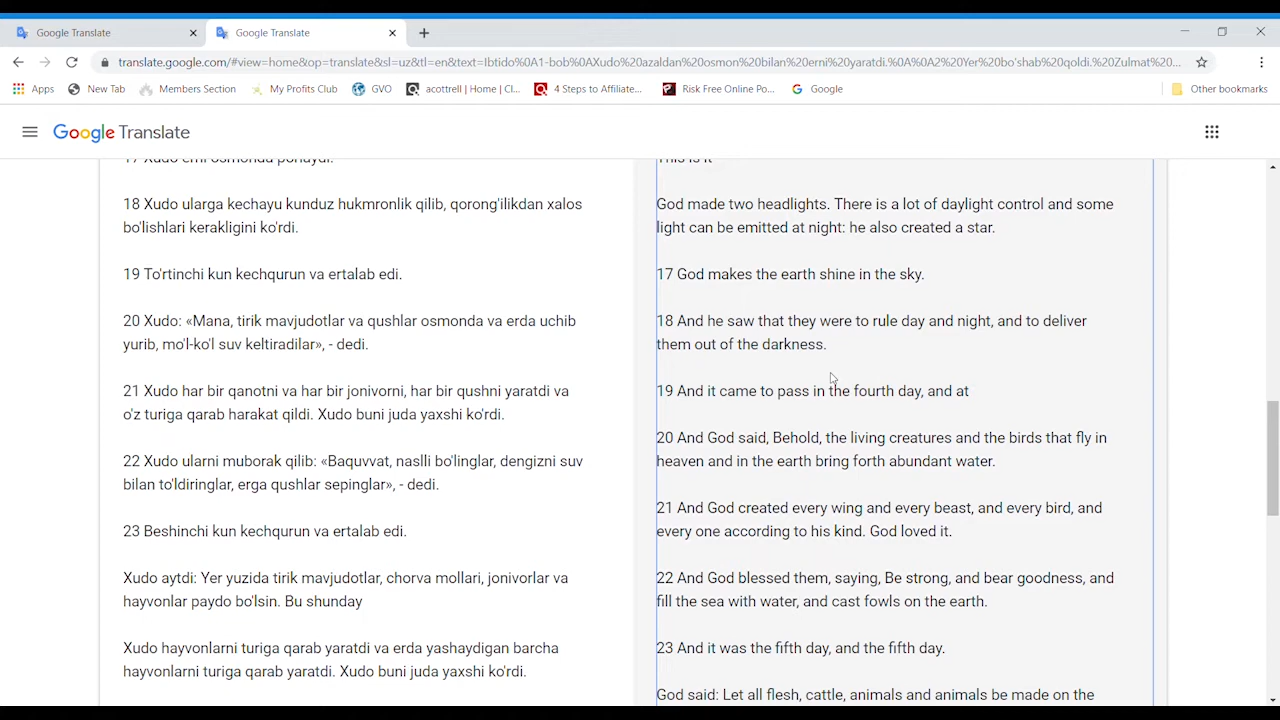 Google Translate
Google Translate
translate.google.com/#view=home&op=translate&sl=uz&tl=en&text=Ibtido%0A1-bob%0AXudo%20azaldan%20osmon%20bilan%20erni%20yaratdi.%0A%0A2%20Yer%20bo'shab%20qoldi.%20Zulmat%20...
Apps
New Tab
Members Section
My Profits Club
GVO
acottrell | Home | Cl...
4 Steps to Affiliate...
Risk Free Online Po...
Google
Other bookmarks
Google Translate
17 Xudo erni osmonda porlaydi.
18 Xudo ularga kechayu kunduz hukmronlik qilib, qorong'ilikdan xalos
bo'lishlari kerakligini ko'rdi.
19 To'rtinchi kun kechqurun va ertalab edi.
20 Xudo: «Mana, tirik mavjudotlar va qushlar osmonda va erda uchib
yurib, mo'l-ko'l suv keltiradilar», - dedi.
21 Xudo har bir qanotni va har bir jonivorni, har bir qushni yaratdi va
o'z turiga qarab harakat qildi. Xudo buni juda yaxshi ko'rdi.
22 Xudo ularni muborak qilib: «Baquvvat, naslli bo'linglar, dengizni suv
bilan to'ldiringlar, erga qushlar sepinglar», - dedi.
23 Beshinchi kun kechqurun va ertalab edi.
Xudo aytdi: Yer yuzida tirik mavjudotlar, chorva mollari, jonivorlar va
hayvonlar paydo bo'lsin. Bu shunday
Xudo hayvonlarni turiga qarab yaratdi va erda yashaydigan barcha
hayvonlarni turiga qarab yaratdi. Xudo buni juda yaxshi ko'rdi.
This is it
God made two headlights. There is a lot of daylight control and some
light can be emitted at night: he also created a star.
17 God makes the earth shine in the sky.
18 And he saw that they were to rule day and night, and to deliver
them out of the darkness.
19 And it came to pass in the fourth day, and at
20 And God said, Behold, the living creatures and the birds that fly in
heaven and in the earth bring forth abundant water.
21 And God created every wing and every beast, and every bird, and
every one according to his kind. God loved it.
22 And God blessed them, saying, Be strong, and bear goodness, and
fill the sea with water, and cast fowls on the earth.
23 And it was the fifth day, and the fifth day.
God said: Let all flesh, cattle, animals and animals be made on the